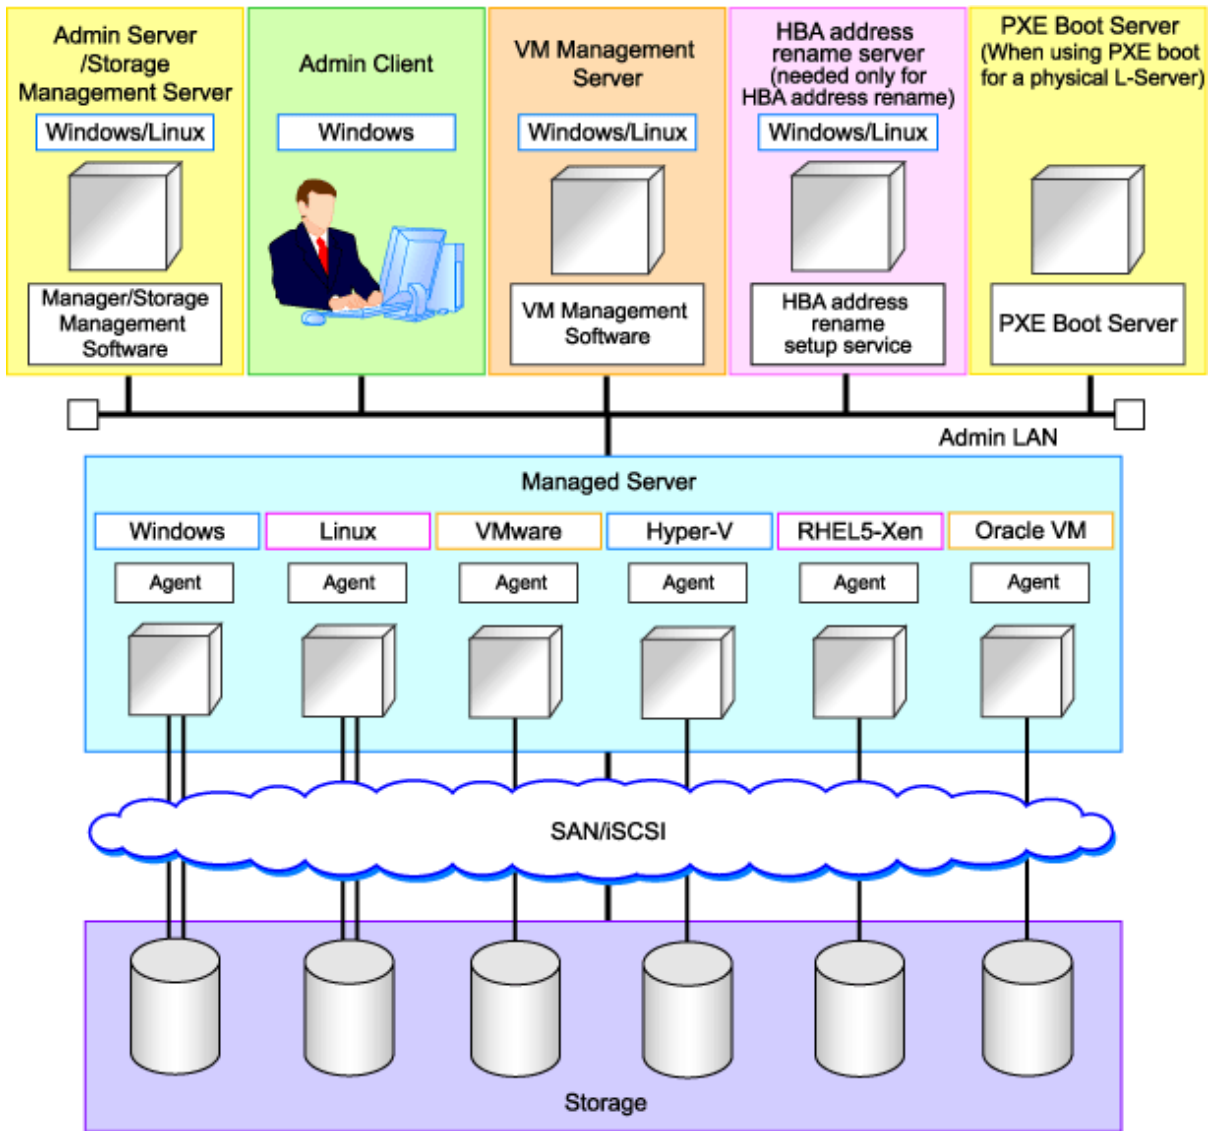 Admin Server
/Storage
Management Server
Windows/Linux
Manager/Storage
Management
Software
Admin Client
Windows
VM Management
Server
Windows/Linux
VM Management
Software
HBA address
rename server
(needed only for
HBA address rename)
Windows/Linux
HBA address
rename
setup service
PXE Boot Server
(When using PXE boot
for a physical L-Server)
PXE Boot Server
Admin LAN
Managed Server
Windows
Linux
VMware
Hyper-V
RHEL5-Xen
Oracle VM
Agent
Agent
Agent
Agent
Agent
Agent
SAN/iSCSI
Storage